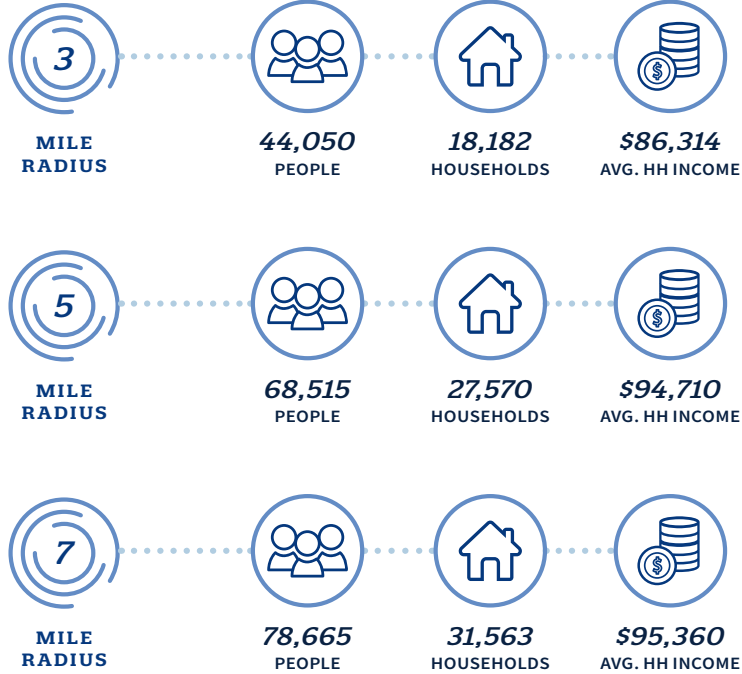 3
MILE
RADIUS
44,050
PEOPLE
18,182
HOUSEHOLDS
$
$86,314
AVG. HH INCOME
5
MILE
RADIUS
68,515
PEOPLE
27,570
HOUSEHOLDS
$
$94,710
AVG. HH INCOME
7
MILE
RADIUS
78,665
PEOPLE
31,563
HOUSEHOLDS
$
$95,360
AVG. HH INCOME